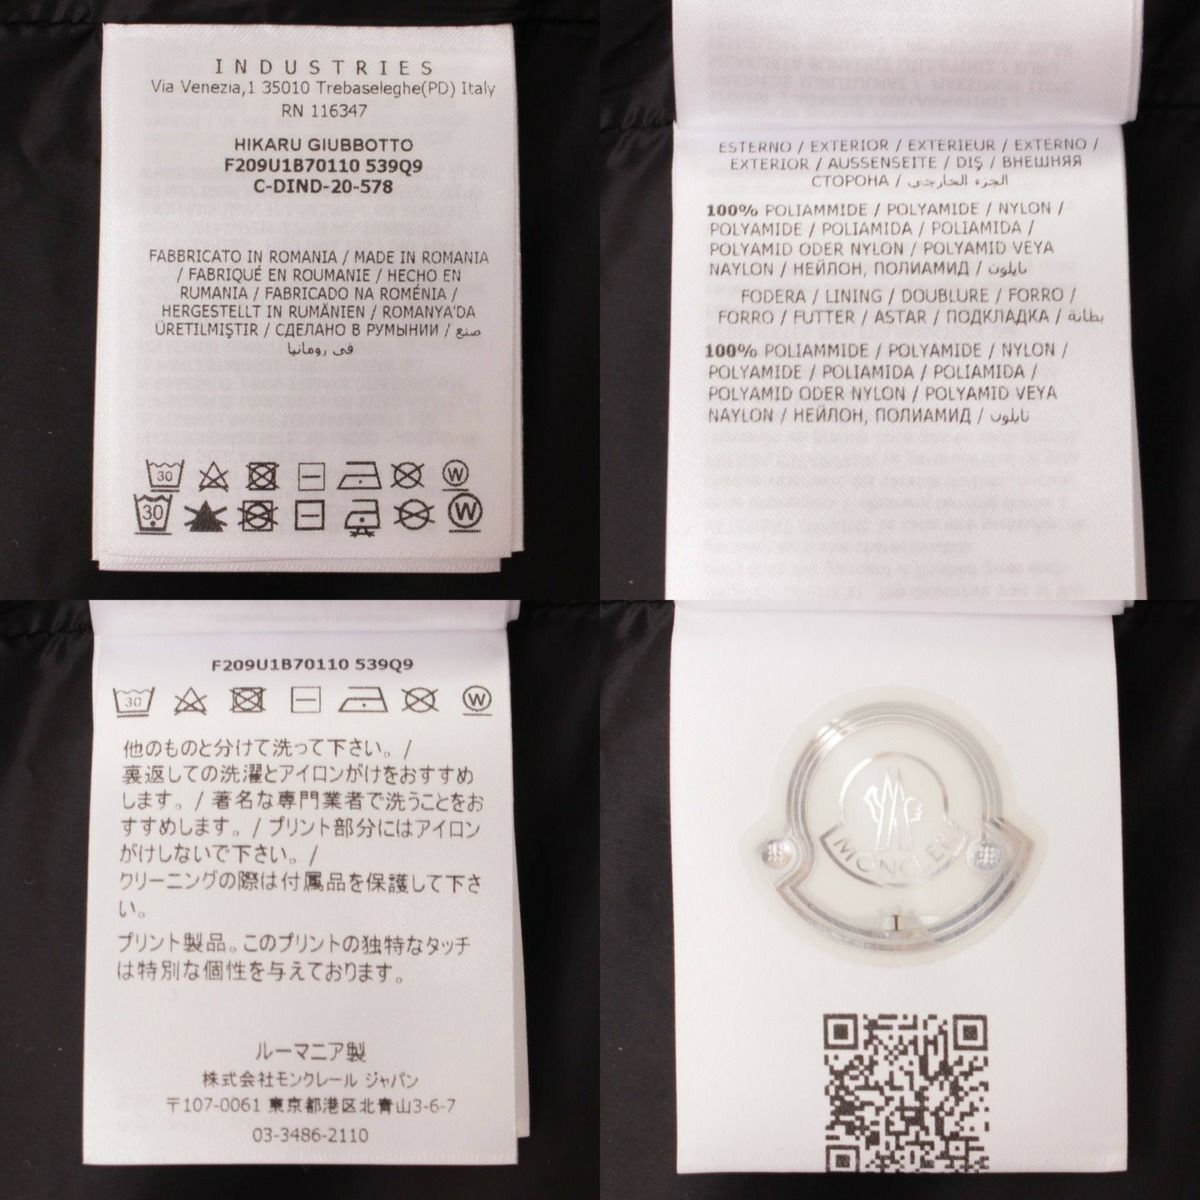 INDUSTRIES
Via Venezia,1 35010 Trebaseleghe(PD) Italy
RN 116347
HIKARU GIUBBOTTO
F209U1B70110 539Q9
C-DIND-20-578
FABBRICATO IN ROMANIA / MADE IN ROMANIA
/ FABRIQUÉ EN ROUMANIE / HECHO EN
RUMANIA / FABRICADO NA ROMÉNIA /
HERGESTELLT IN RUMÄNIEN / ROMANYA'DA
ÜRETILMIŞTIR / СДЕЛАНО В РУМЫНИИ / صنع
في رومانيا
30 W
30 W
ESTERNO / EXTERIOR / EXTERIEUR / EXTERNO /
EXTERIOR / AUSSENSEITE / DIŞ / ВНЕШНЯЯ
СТОРОНА / الجزء الخارجي
100% POLIAMMIDE / POLYAMIDE / NYLON /
POLYAMIDE / POLIAMIDA / POLIAMIDA /
POLYAMID ODER NYLON / POLYAMID VEYA
NAYLON / НЕЙЛОН, ПОЛИАМИД / نايلون
FODERA / LINING / DOUBLURE / FORRO /
FORRO / FUTTER / ASTAR / ПОДКЛАДКА / بطانة
100% POLIAMMIDE / POLYAMIDE / NYLON /
POLYAMIDE / POLIAMIDA / POLIAMIDA /
POLYAMID ODER NYLON / POLYAMID VEYA
NAYLON / НЕЙЛОН, ПОЛИАМИД / نايلون
F209U1B70110 539Q9
30 W
他のものと分けて洗って下さい。/
裏返しての洗濯とアイロンがけをおすすめ
します。/ 著名な専門業者で洗うことをお
すすめします。/ プリント部分にはアイロン
がけしないで下さい。/
クリーニングの際は付属品を保護して下さ
い。
プリント製品。このプリントの独特なタッチ
は特別な個性を与えております。
ルーマニア製
株式会社モンクレール ジャパン
〒107-0061 東京都港区北青山3-6-7
03-3486-2110
MONCLER